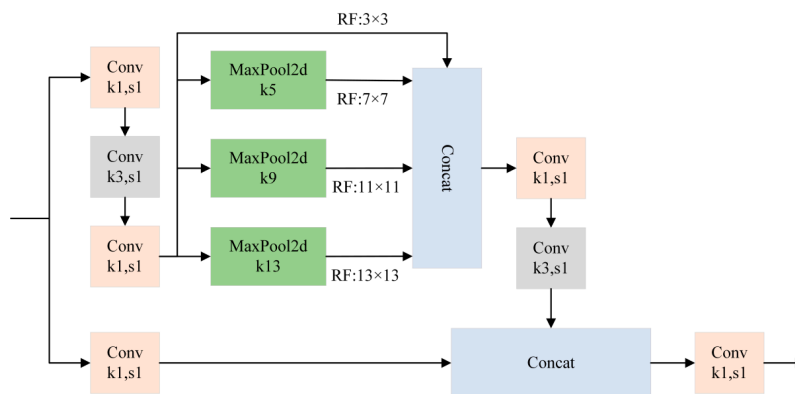 RF:3×3
Conv
k1,s1
MaxPool2d
k5
RF:7×7
Conv
k3,s1
MaxPool2d
k9
RF:11×11
Concat
Conv
k1,s1
Conv
k1,s1
MaxPool2d
k13
RF:13×13
Conv
k3,s1
Conv
k1,s1
Concat
Conv
k1,s1